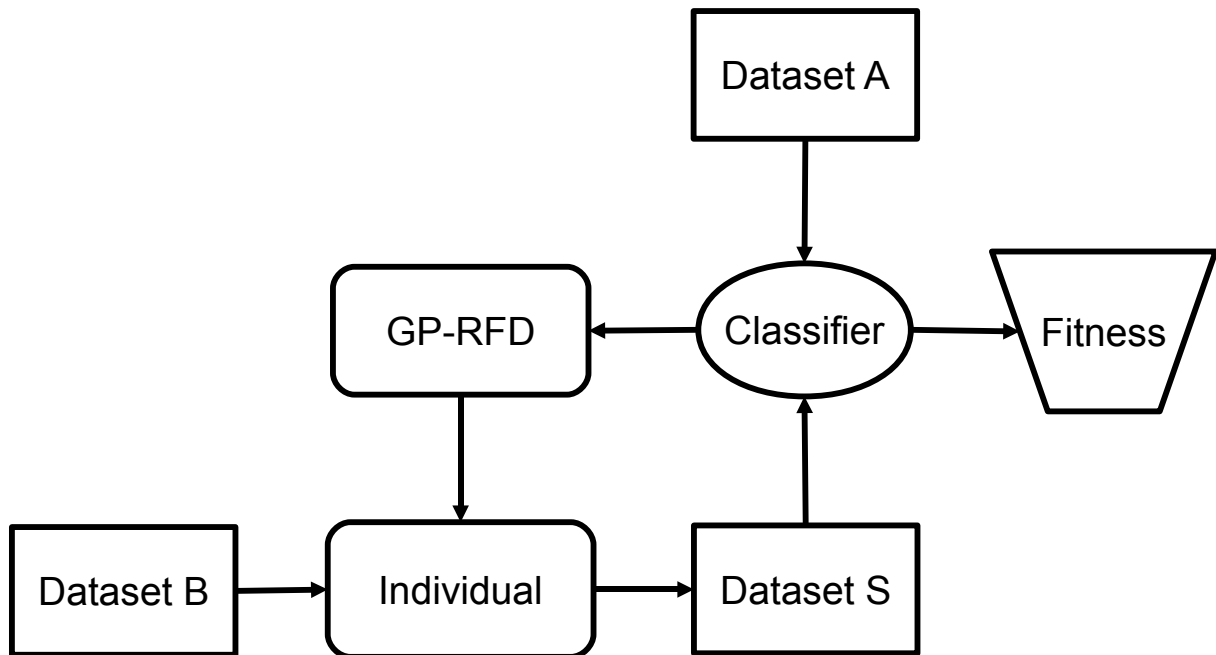 Dataset A
GP-RFD
Classifier
Fitness
Dataset B
Individual
Dataset S